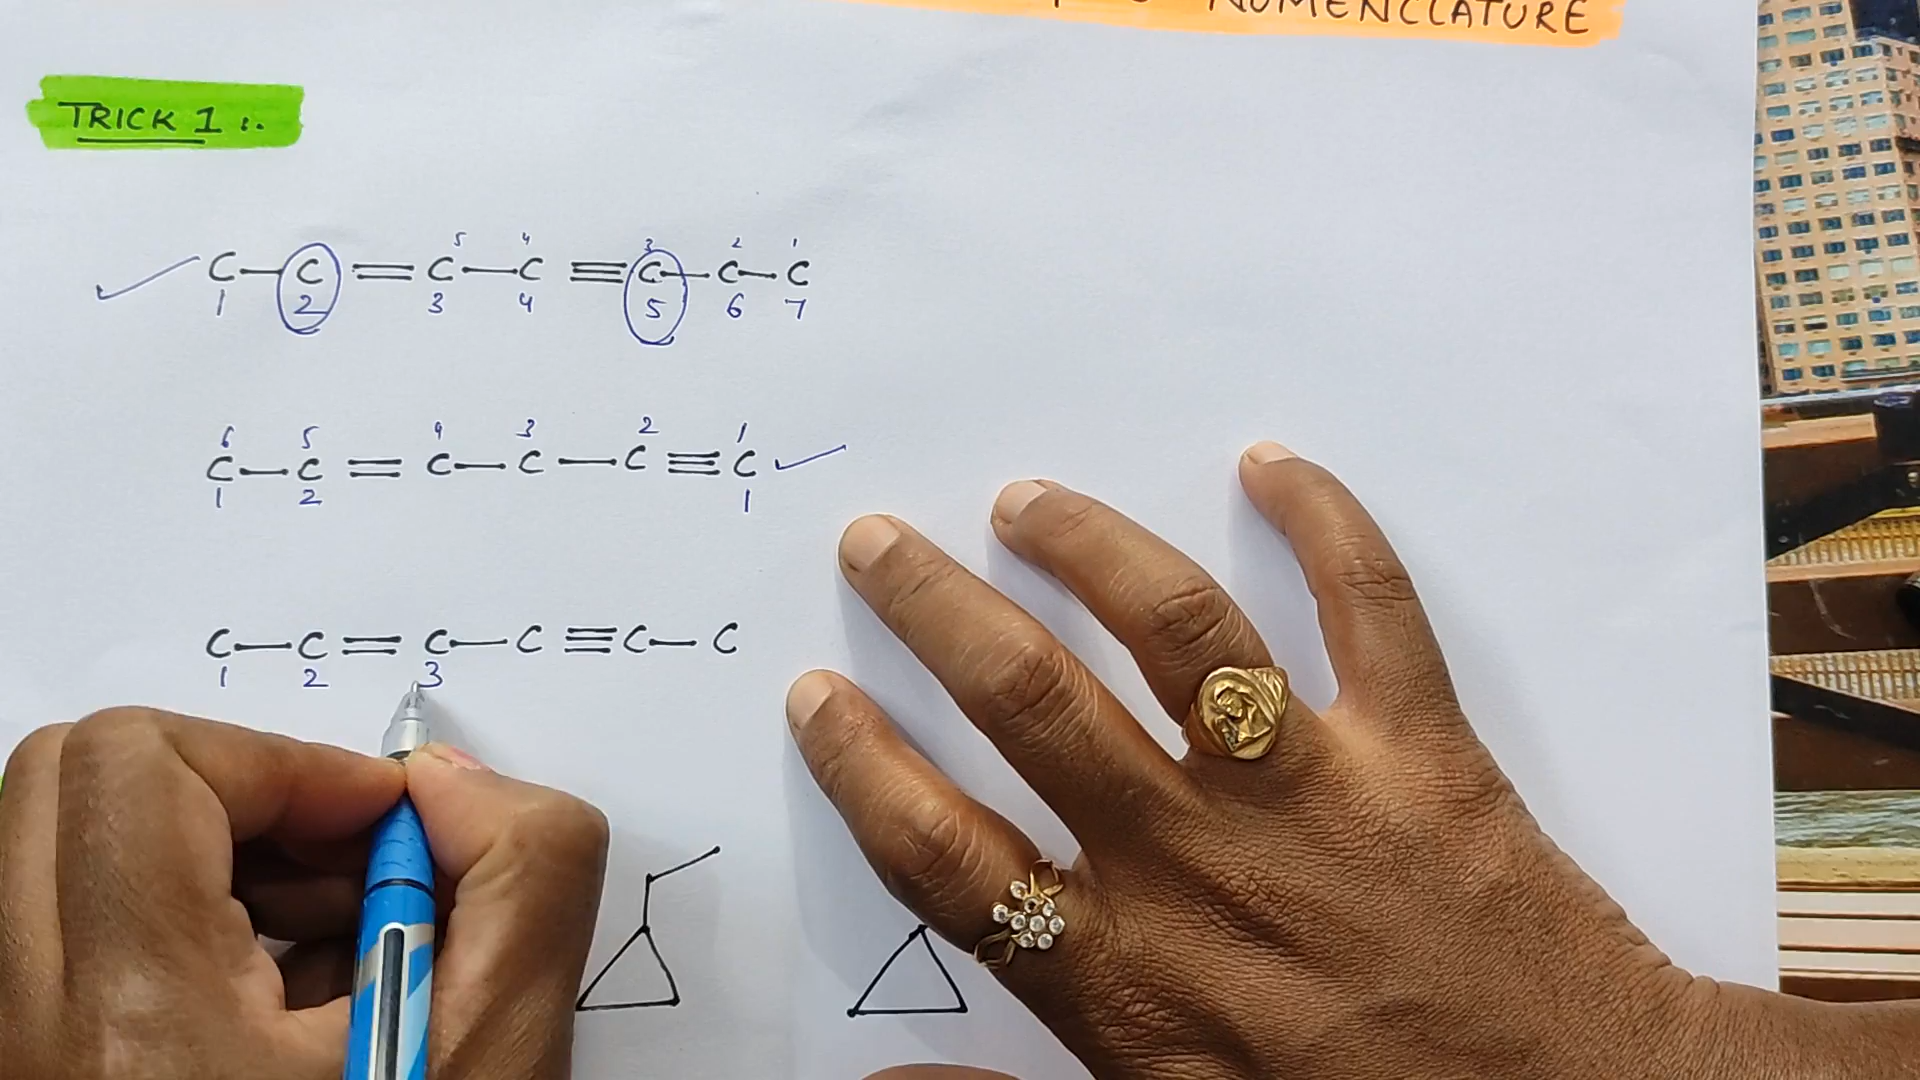 NOMENCLATURE
TRICK 1 :.
5 4 3 2 1
C—C=C—C≡C—C—C
1 2 3 4 5 6 7
6 5 4 3 2 1
C—C=C—C—C≡C
1 2 1
C—C=C—C≡C—C
1 2 3